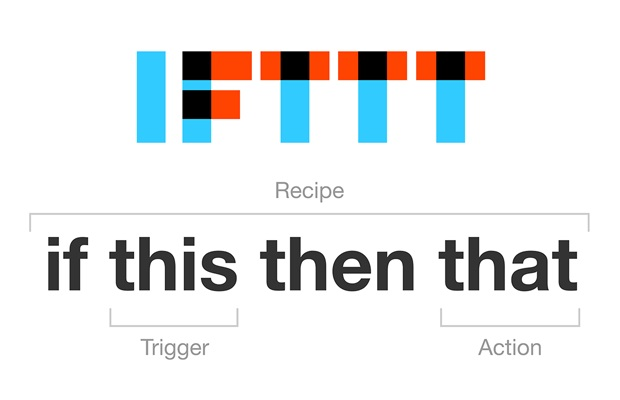 IFTTT
Recipe
if this then that
Trigger Action